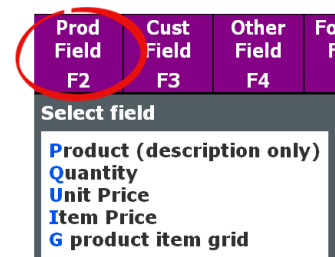 Prod Cust Other Fo
Field Field Field F
F2 F3 F4
Select field
Product (description only)
Quantity
Unit Price
Item Price
G product item grid